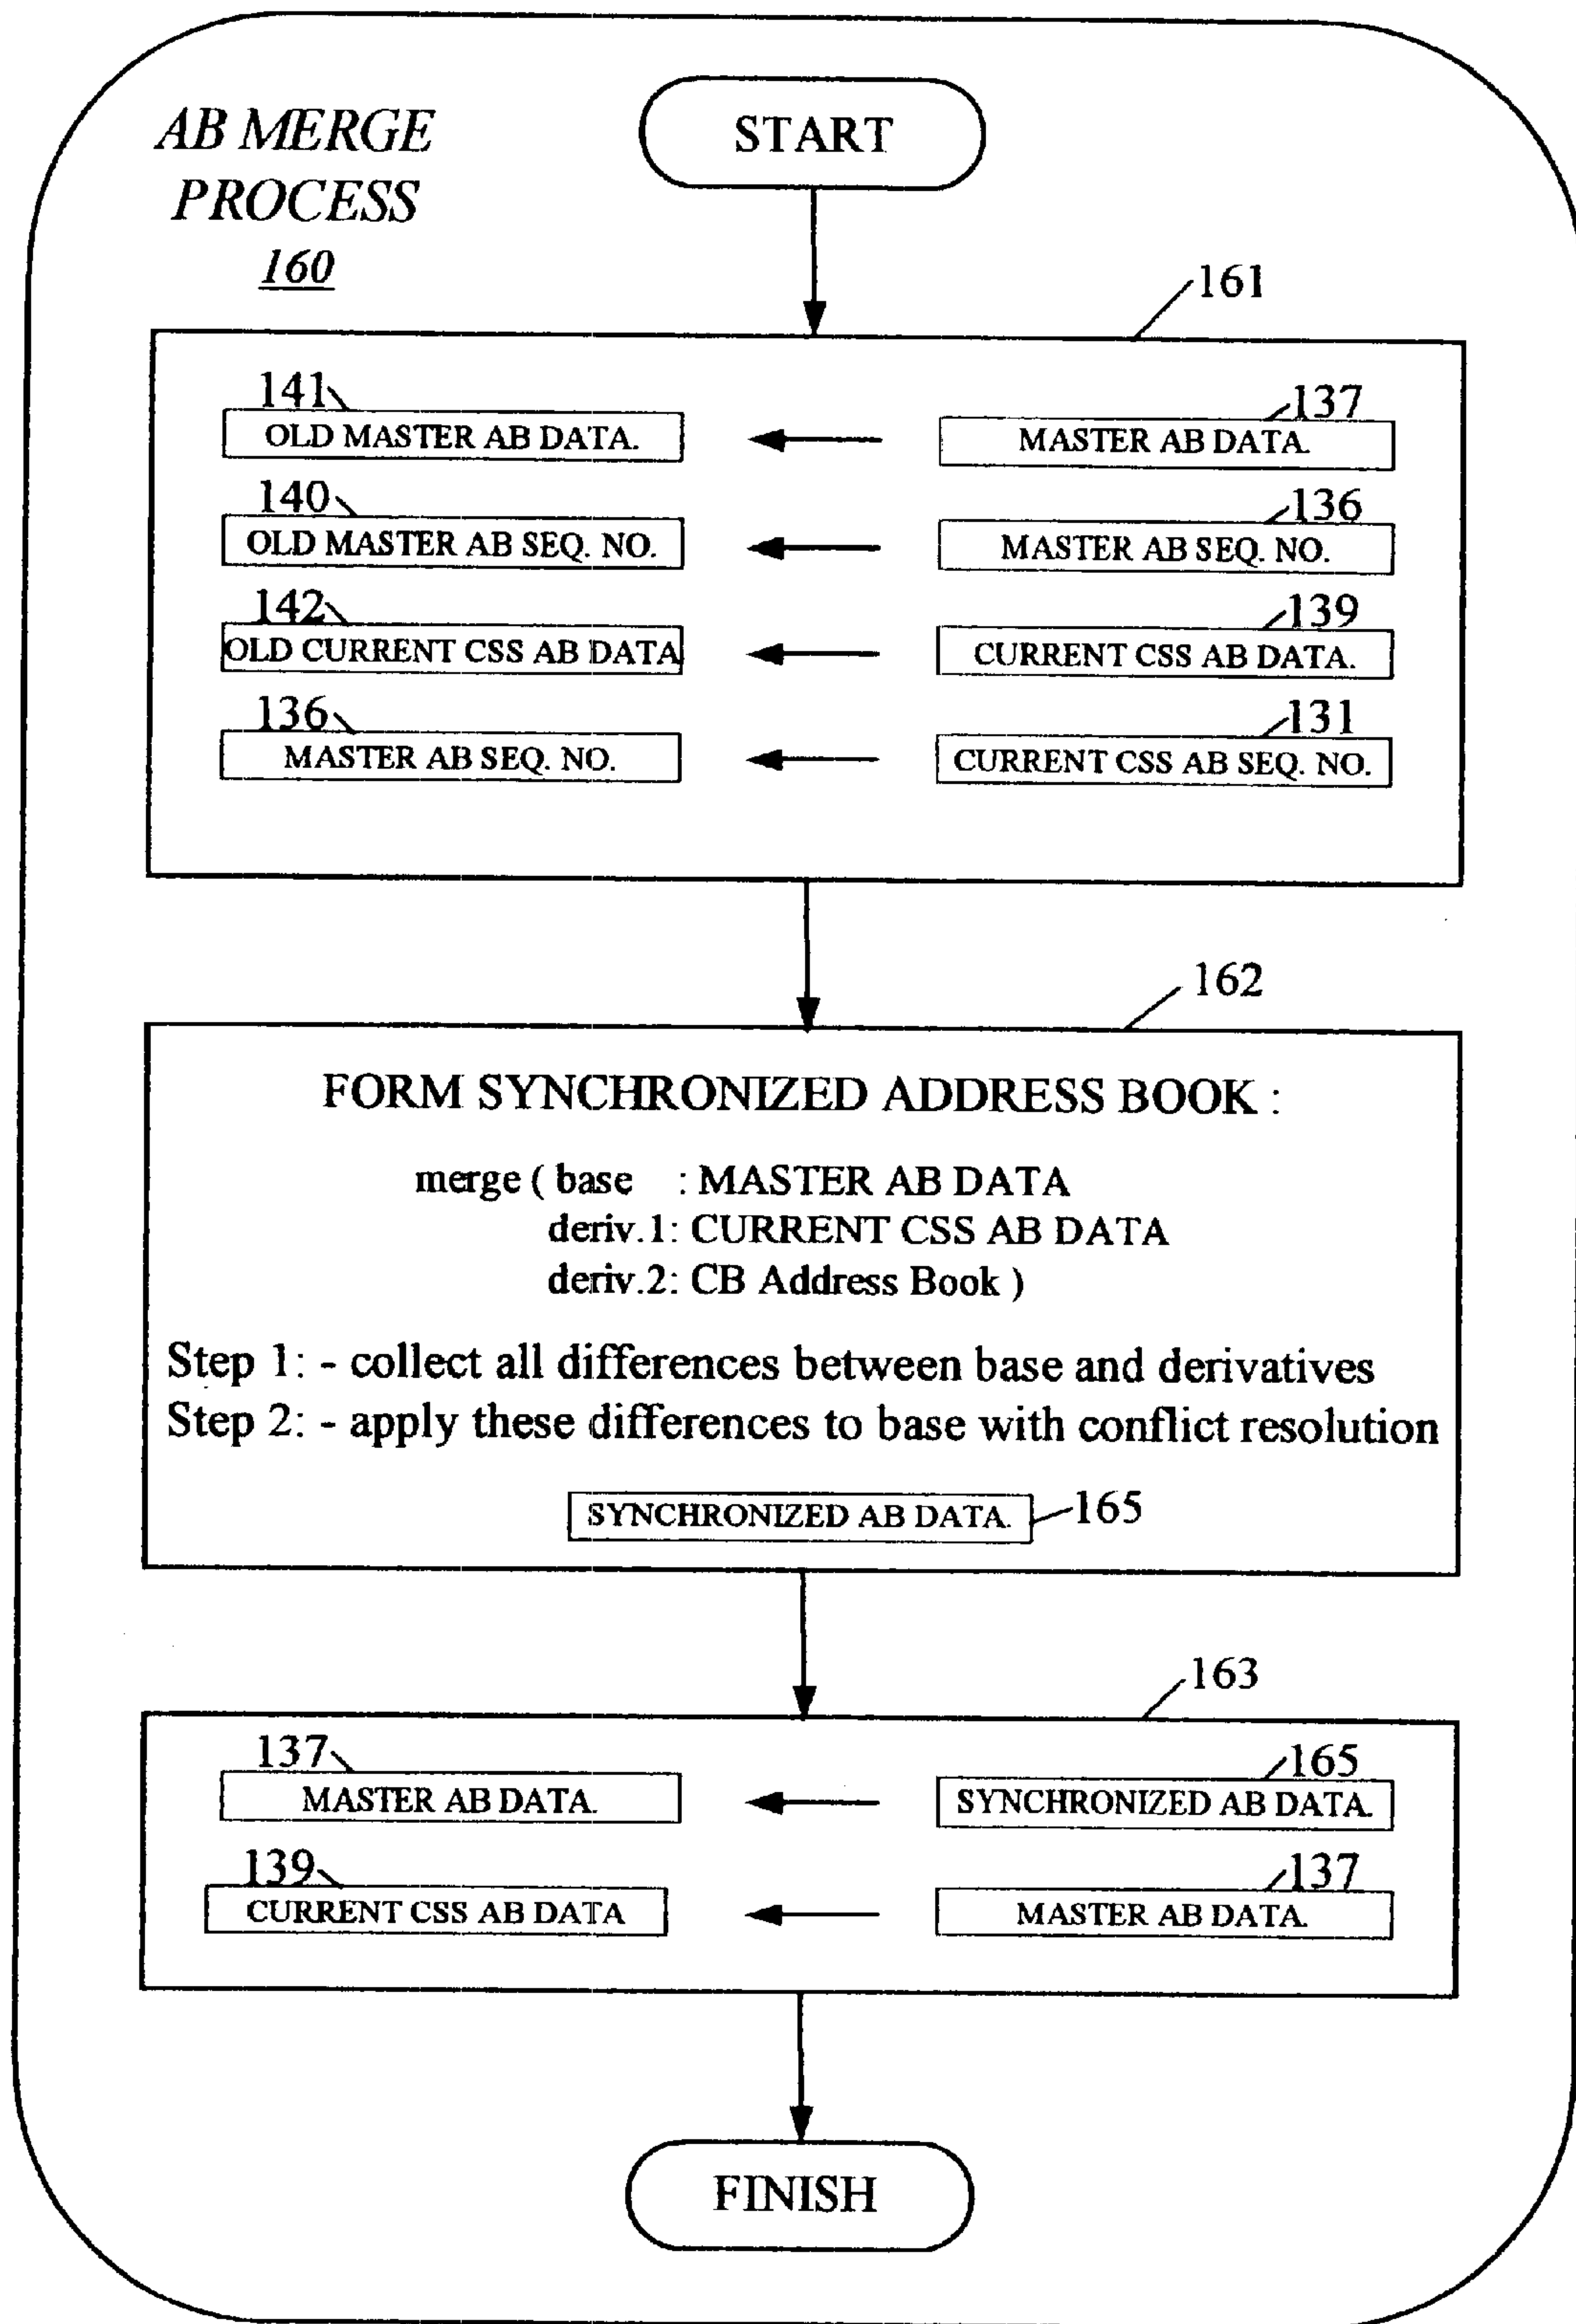 AB MERGE
PROCESS
160
START
161
141
OLD MASTER AB DATA.
137
MASTER AB DATA.
140
OLD MASTER AB SEQ. NO.
136
MASTER AB SEQ. NO.
142
OLD CURRENT CSS AB DATA
139
CURRENT CSS AB DATA.
136
MASTER AB SEQ. NO.
131
CURRENT CSS AB SEQ. NO.
162
FORM SYNCHRONIZED ADDRESS BOOK :
merge ( base : MASTER AB DATA
deriv.1: CURRENT CSS AB DATA
deriv.2: CB Address Book )
Step 1: - collect all differences between base and derivatives
Step 2: - apply these differences to base with conflict resolution
SYNCHRONIZED AB DATA.
165
163
137
MASTER AB DATA.
165
SYNCHRONIZED AB DATA.
139
CURRENT CSS AB DATA
137
MASTER AB DATA.
FINISH